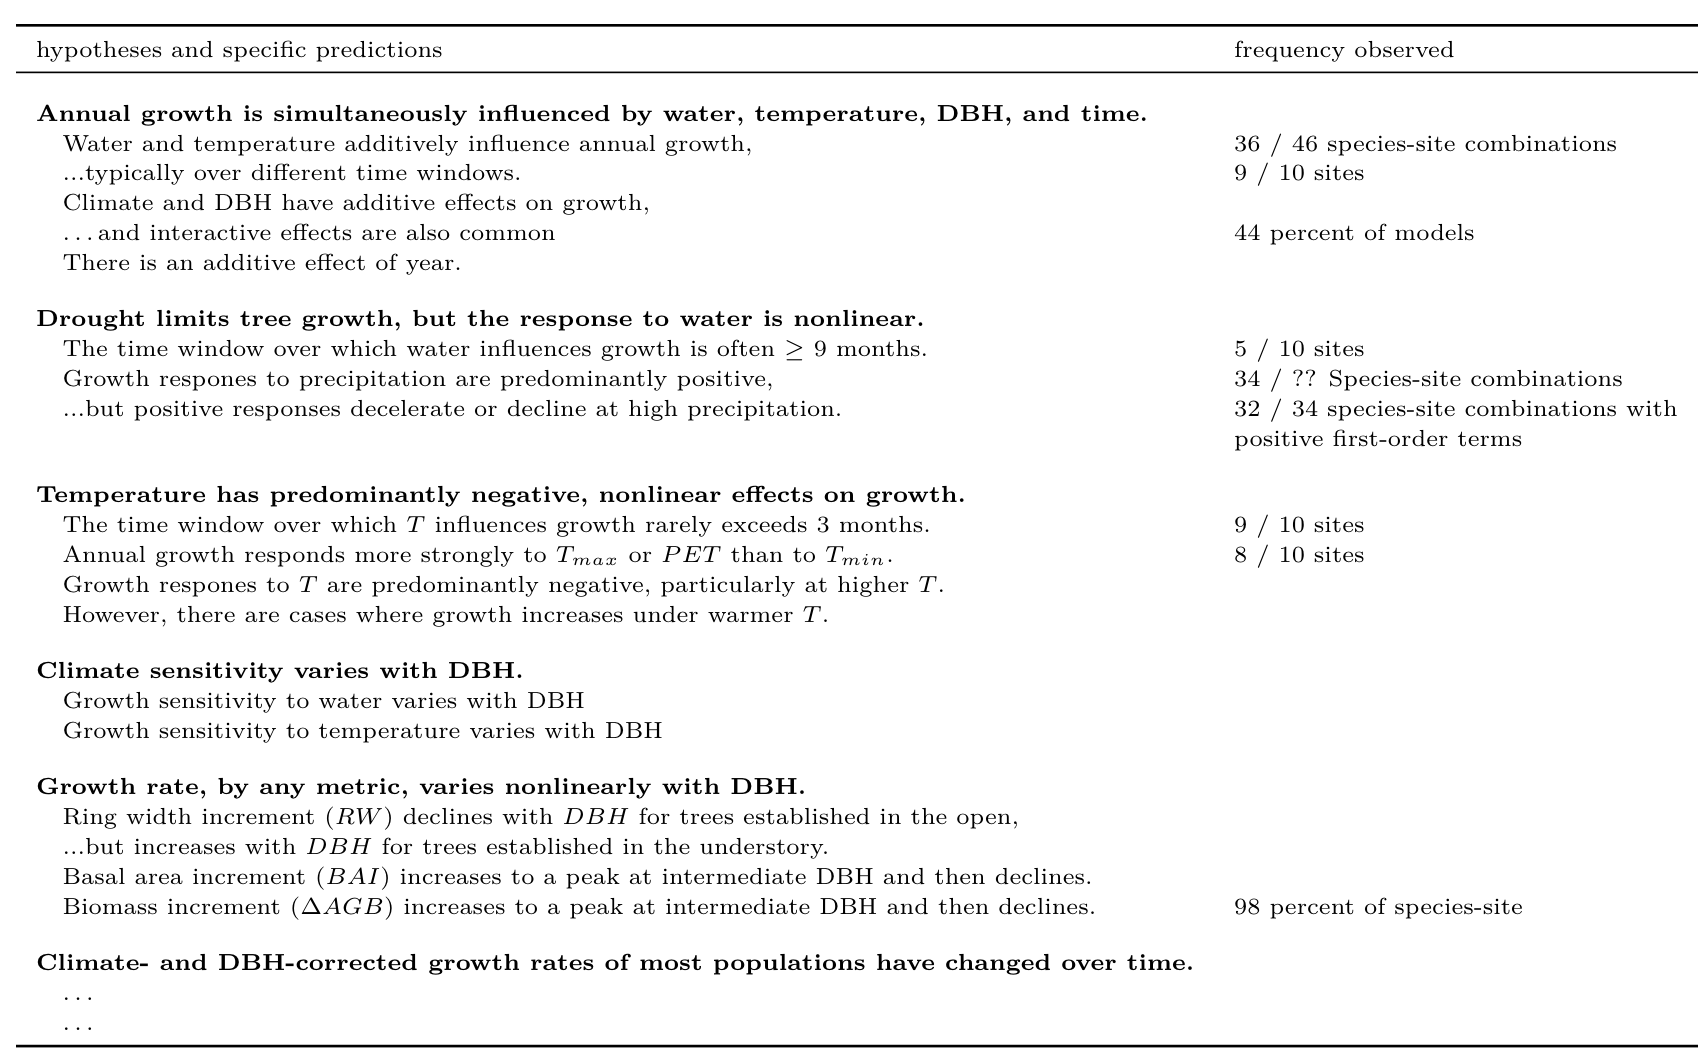 hypotheses and specific predictions frequency observed
Annual growth is simultaneously influenced by water, temperature, DBH, and time.
Water and temperature additively influence annual growth, 36 / 46 species-site combinations
...typically over different time windows. 9 / 10 sites
Climate and DBH have additive effects on growth,
...and interactive effects are also common 44 percent of models
There is an additive effect of year.
Drought limits tree growth, but the response to water is nonlinear.
The time window over which water influences growth is often ≥ 9 months. 5 / 10 sites
Growth respones to precipitation are predominantly positive, 34 / ?? Species-site combinations
...but positive responses decelerate or decline at high precipitation. 32 / 34 species-site combinations with
positive first-order terms
Temperature has predominantly negative, nonlinear effects on growth.
The time window over which T influences growth rarely exceeds 3 months. 9 / 10 sites
Annual growth responds more strongly to Tmax or PET than to Tmin. 8 / 10 sites
Growth respones to T are predominantly negative, particularly at higher T.
However, there are cases where growth increases under warmer T.
Climate sensitivity varies with DBH.
Growth sensitivity to water varies with DBH
Growth sensitivity to temperature varies with DBH
Growth rate, by any metric, varies nonlinearly with DBH.
Ring width increment (RW) declines with DBH for trees established in the open,
...but increases with DBH for trees established in the understory.
Basal area increment (BAI) increases to a peak at intermediate DBH and then declines.
Biomass increment (ΔAGB) increases to a peak at intermediate DBH and then declines. 98 percent of species-site
Climate- and DBH-corrected growth rates of most populations have changed over time.
...
...